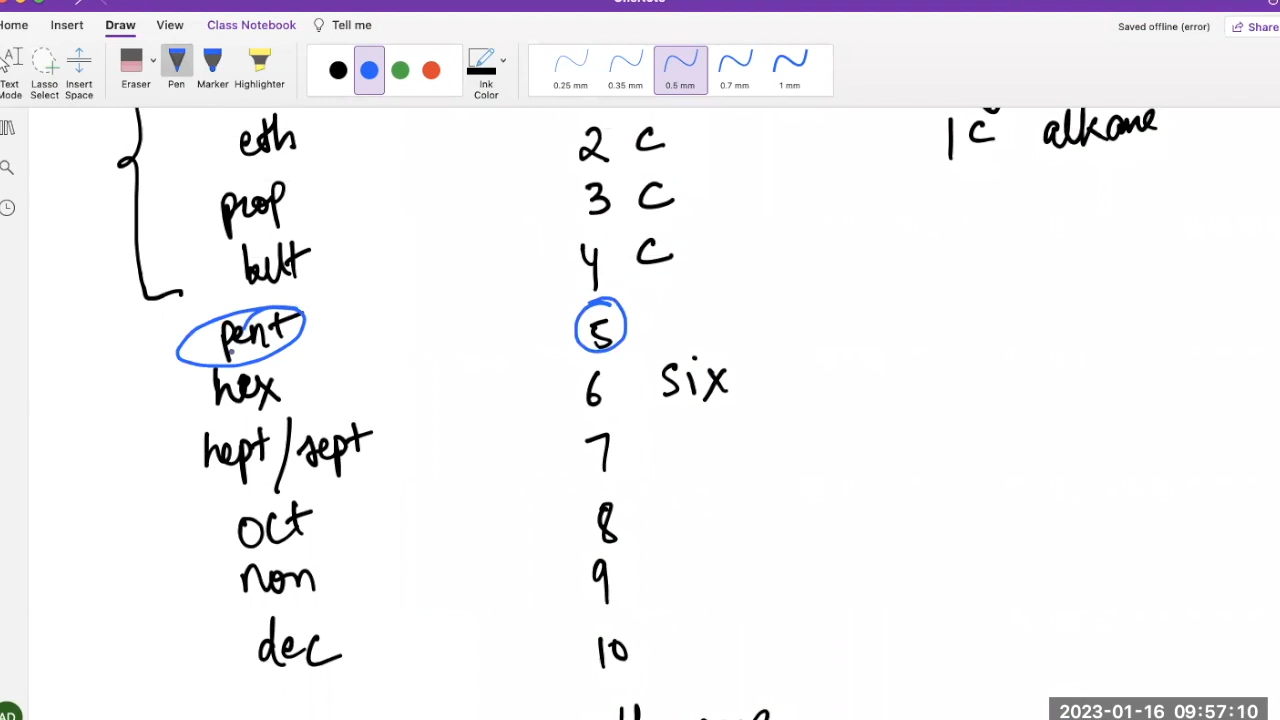 OneNote
Home Insert Draw View Class Notebook Tell me
Saved offline (error) Share
Text Mode Lasso Select Insert Space Eraser Pen Marker Highlighter Ink Color 0.25 mm 0.35 mm 0.5 mm 0.7 mm 1 mm
eth 2 C 1C alkane
prop 3 C
but 4 C
pent 5
hex 6 six
hept/sept 7
oct 8
non 9
dec 10
AD
2023-01-16 09:57:10